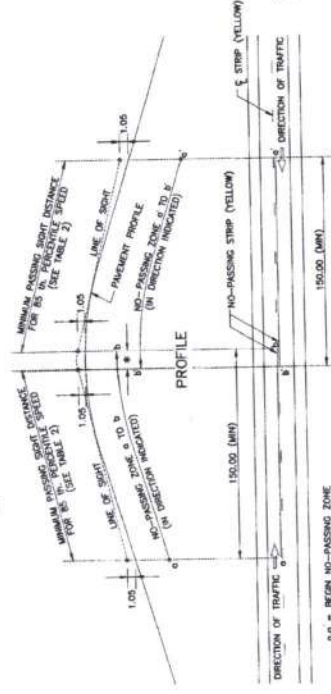 MINIMUM PASSING SIGHT DISTANCE
FOR 85 th. PERCENTILE SPEED
(SEE TABLE 2)
1.05
LINE OF SIGHT
NO-PASSING ZONE a TO b
(IN DIRECTION INDICATED)
1.05
a
b'
b
MINIMUM PASSING SIGHT DISTANCE
FOR 85 th. PERCENTILE SPEED
(SEE TABLE 2)
1.05
LINE OF SIGHT
PAVEMENT PROFILE
NO-PASSING ZONE a' TO b'
(IN DIRECTION INDICATED)
1.05
a'
PROFILE
150.00 (MIN)
NO-PASSING STRIP (YELLOW)
℄ STRIP (YELLOW)
DIRECTION OF TRAFFIC
a
b'
b
a'
DIRECTION OF TRAFFIC
150.00 (MIN)
a,a' = BEGIN NO-PASSING ZONE